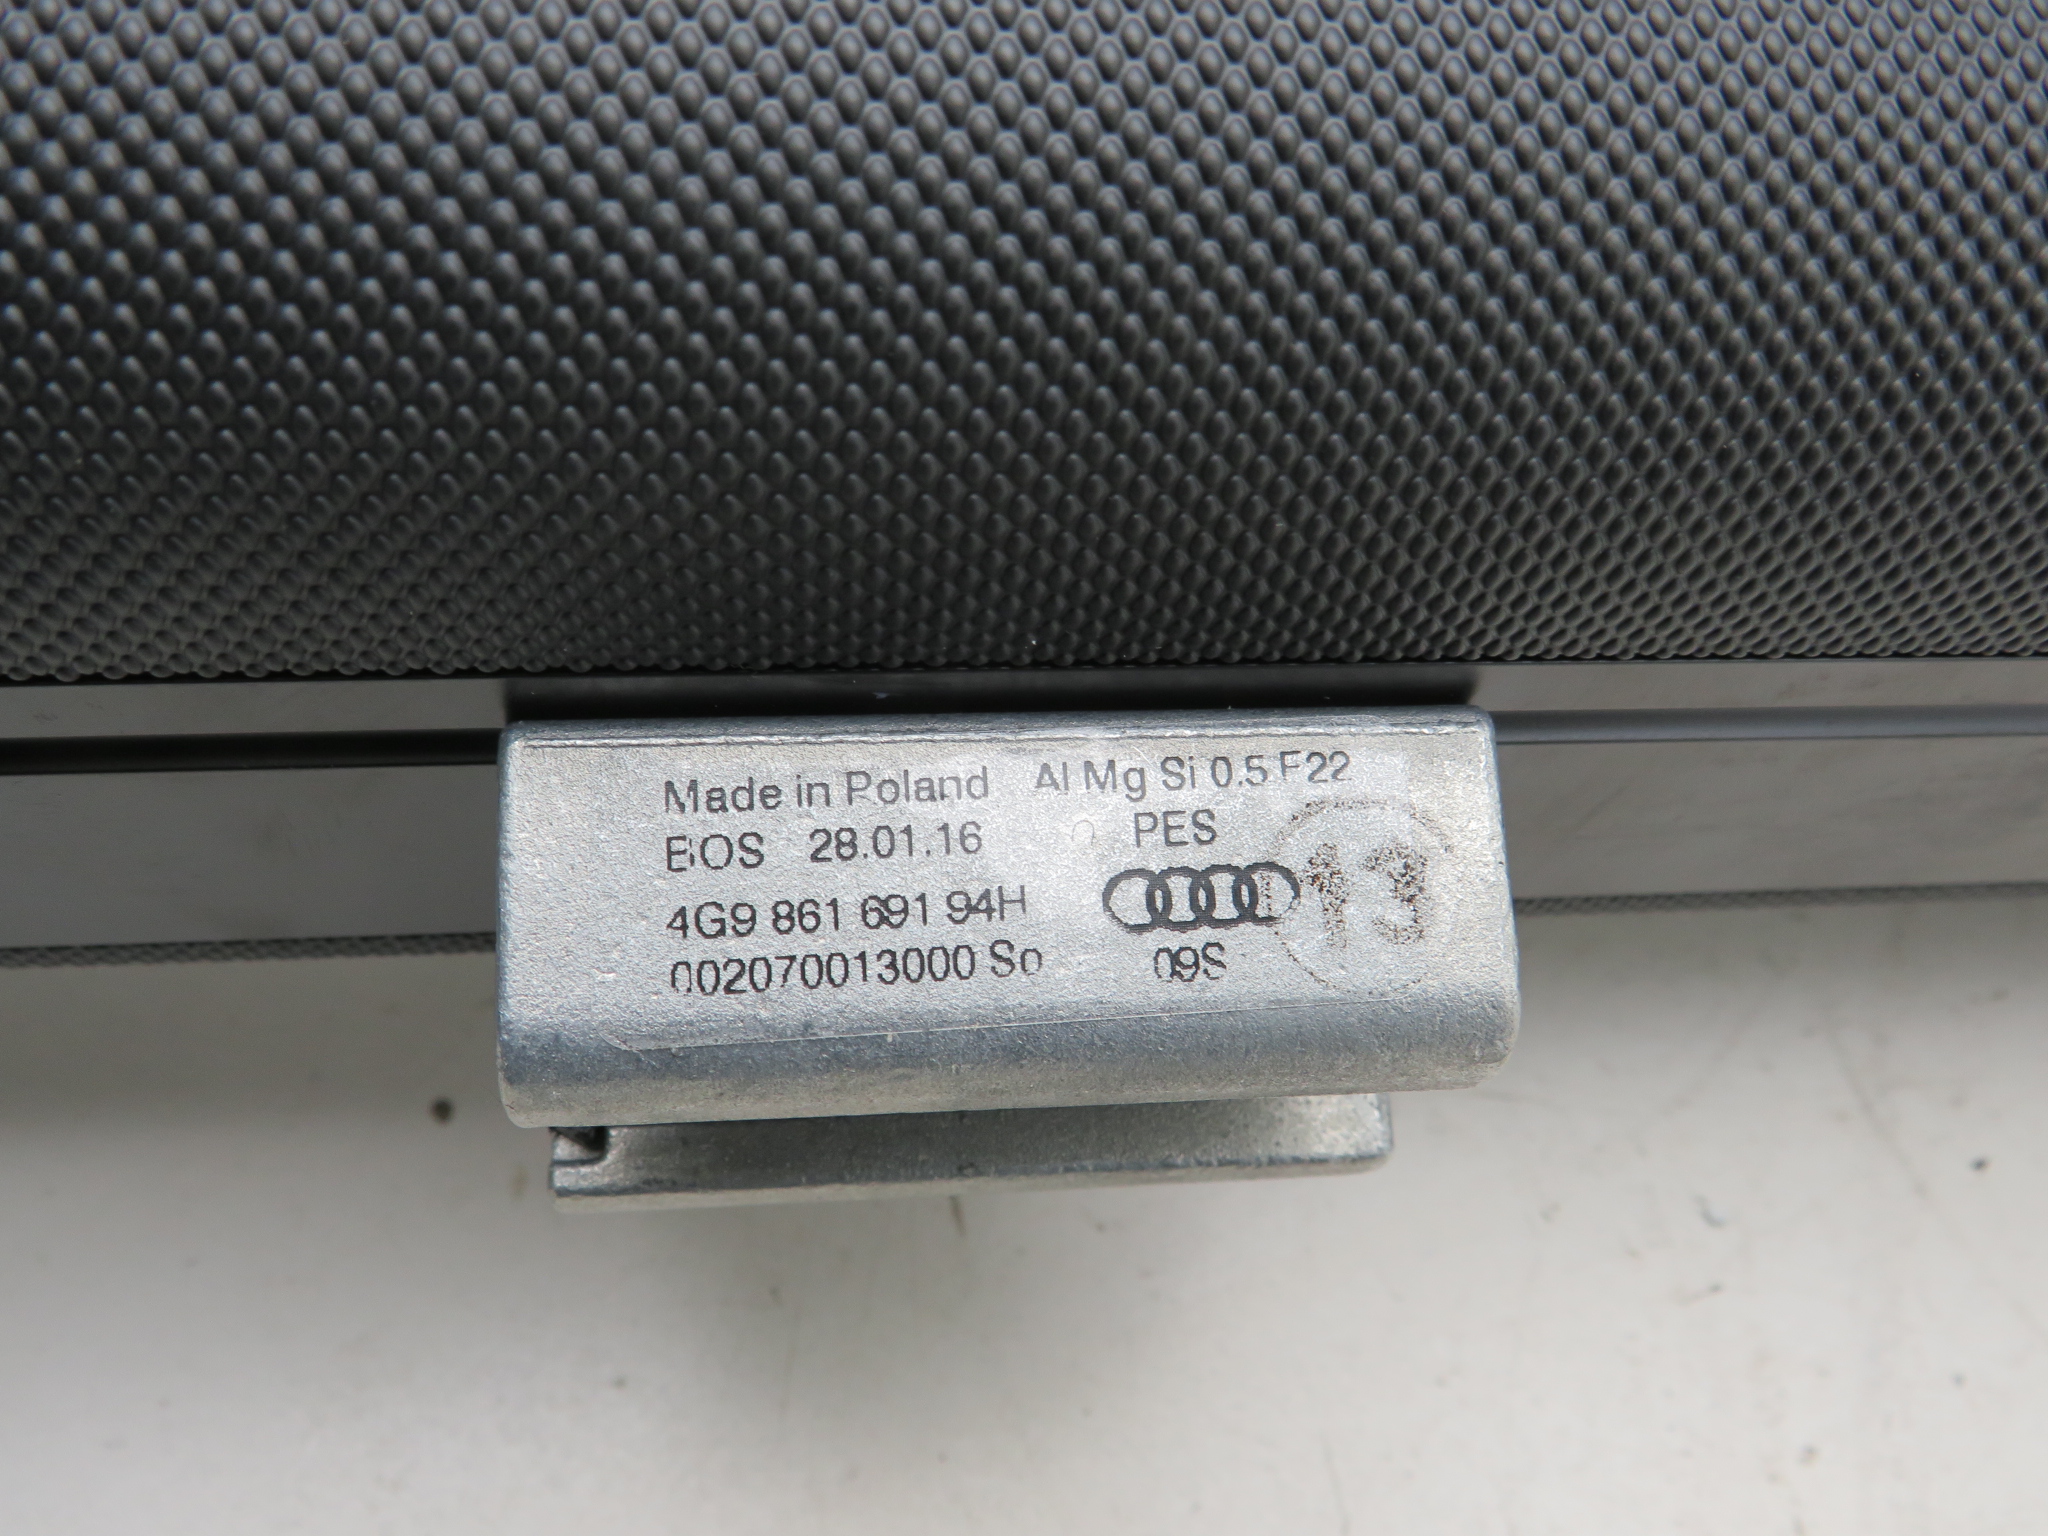 Made in Poland Al Mg Si 0.5 F22
BOS 28.01.16 PES
4G9 861 691 94H
002070013000 So 09S
13